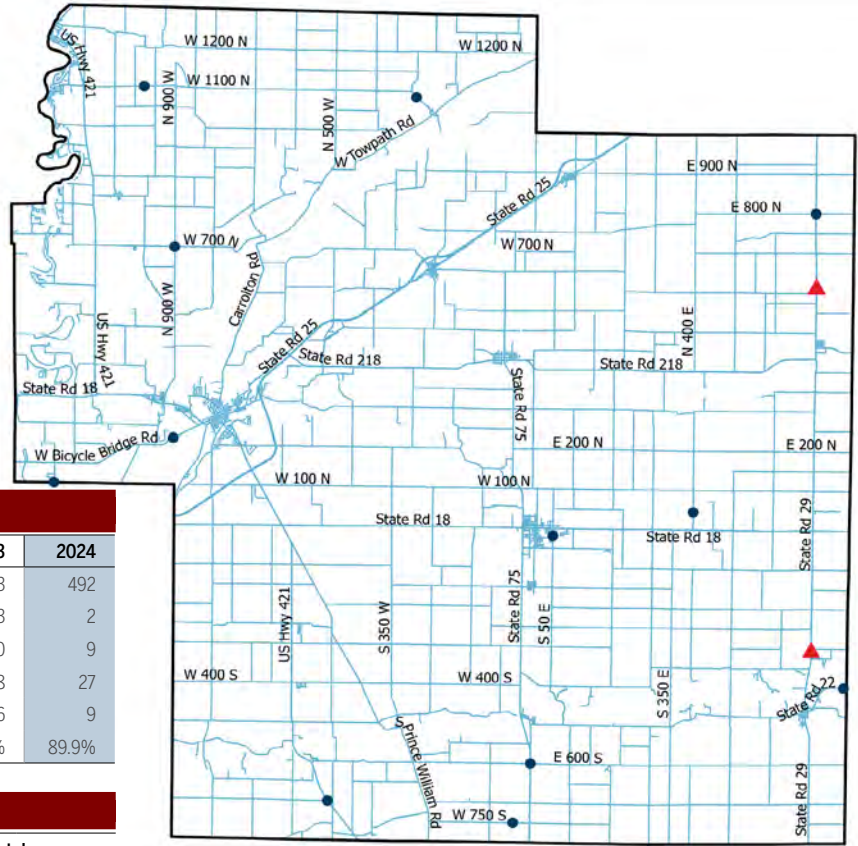 US Hwy 421
W 1200 N
W 1200 N
W 1100 N
N 900 W
N 500 W
W Towpath Rd
E 900 N
State Rd 25
E 800 N
W 700 N
W 700 N
Carrolton Rd
N 900 W
US Hwy 421
N 400 E
State Rd 25
State Rd 218
State Rd 218
State Rd 18
State Rd 75
E 200 N
E 200 N
W Bicycle Bridge Rd
W 100 N
W 100 N
State Rd 18
State Rd 18
State Rd 29
2024
492
2
9
27
9
% 89.9%
State Rd 75
S 50 E
US Hwy 421
S 350 W
W 400 S
W 400 S
S 350 E
State Rd 22
S Prince William Rd
E 600 S
State Rd 29
W 750 S